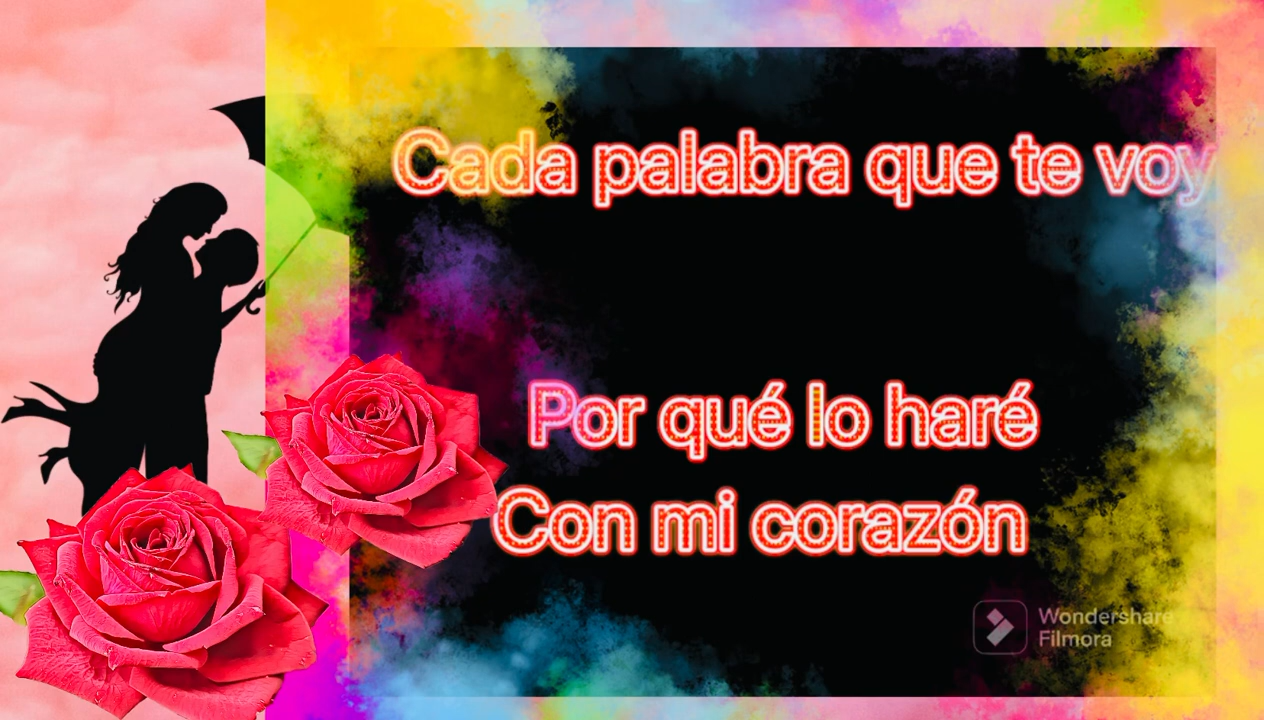 Cada palabra que te voy
Por qué lo haré
Con mi corazón
Wondershare
Filmora